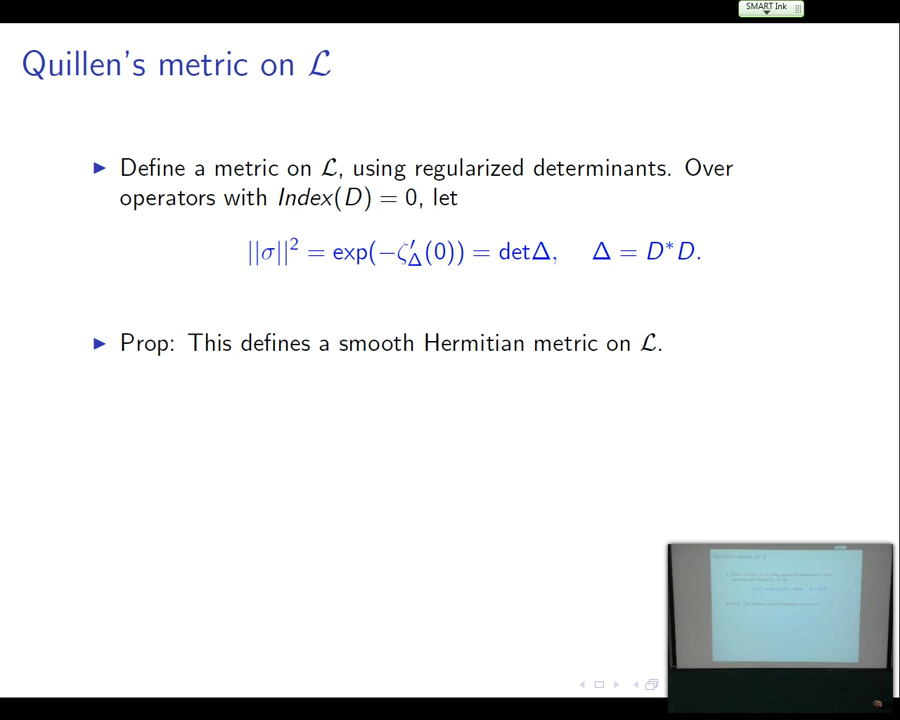 SMART Ink
Quillen's metric on ℒ
▶ Define a metric on ℒ, using regularized determinants. Over
operators with Index(D) = 0, let
||σ||² = exp(−ζ′_Δ(0)) = detΔ, Δ = D*D.
▶ Prop: This defines a smooth Hermitian metric on ℒ.